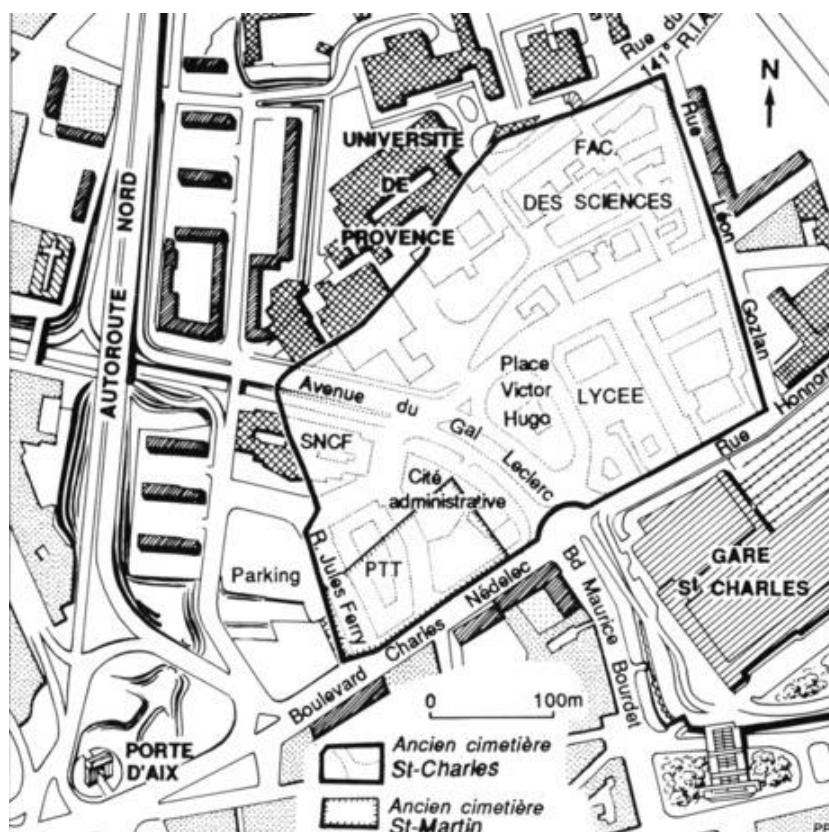 Rue du
141° R.I.A.
N
UNIVERSITE
DE
PROVENCE
FAC.
DES SCIENCES
Rue
Léon
Gozlan
AUTOROUTE NORD
Avenue du Gal Leclerc
Place
Victor
Hugo
LYCEE
SNCF
Cité
administrative
Rue Honnor
R. Jules Ferry
PTT
Parking
GARE
St CHARLES
Boulevard Charles Nédelec
Bd Maurice Bourdet
PORTE
D'AIX
0 100m
Ancien cimetière
St-Charles
Ancien cimetière
St-Martin